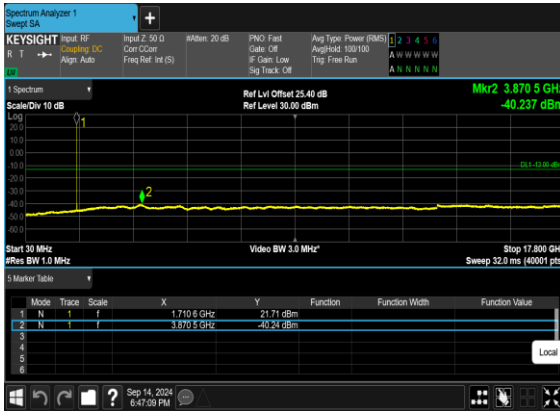 Spectrum Analyzer 1
Swept SA
+
KEYSIGHT Input: RF Input Z: 50 Ω #Atten: 20 dB PNO: Fast Avg Type: Power (RMS) 1 2 3 4 5 6
R T Coupling: DC Corr CCorr Gate: Off Avg|Hold: 100/100 A W W W W W
Align: Auto Freq Ref: Int (S) IF Gain: Low Trig: Free Run
Sig Track: Off A N N N N N
1 Spectrum
Ref Lvl Offset 25.40 dB Mkr2 3.870 5 GHz
Scale/Div 10 dB Ref Level 30.00 dBm -40.237 dBm
Log
1
20.0
10.0
0.00
-10.0
DL1 -13.00 dBm
-20.0
-30.0
2
-40.0
-50.0
-60.0
Start 30 MHz Video BW 3.0 MHz* Stop 17.800 GHz
#Res BW 1.0 MHz Sweep 32.0 ms (40001 pts)
5 Marker Table
Mode Trace Scale X Y Function Function Width Function Value
1 N 1 f 1.710 6 GHz 21.71 dBm
2 N 1 f 3.870 5 GHz -40.24 dBm
3
4
5
6
Local
?
Sep 14, 2024
6:47:09 PM